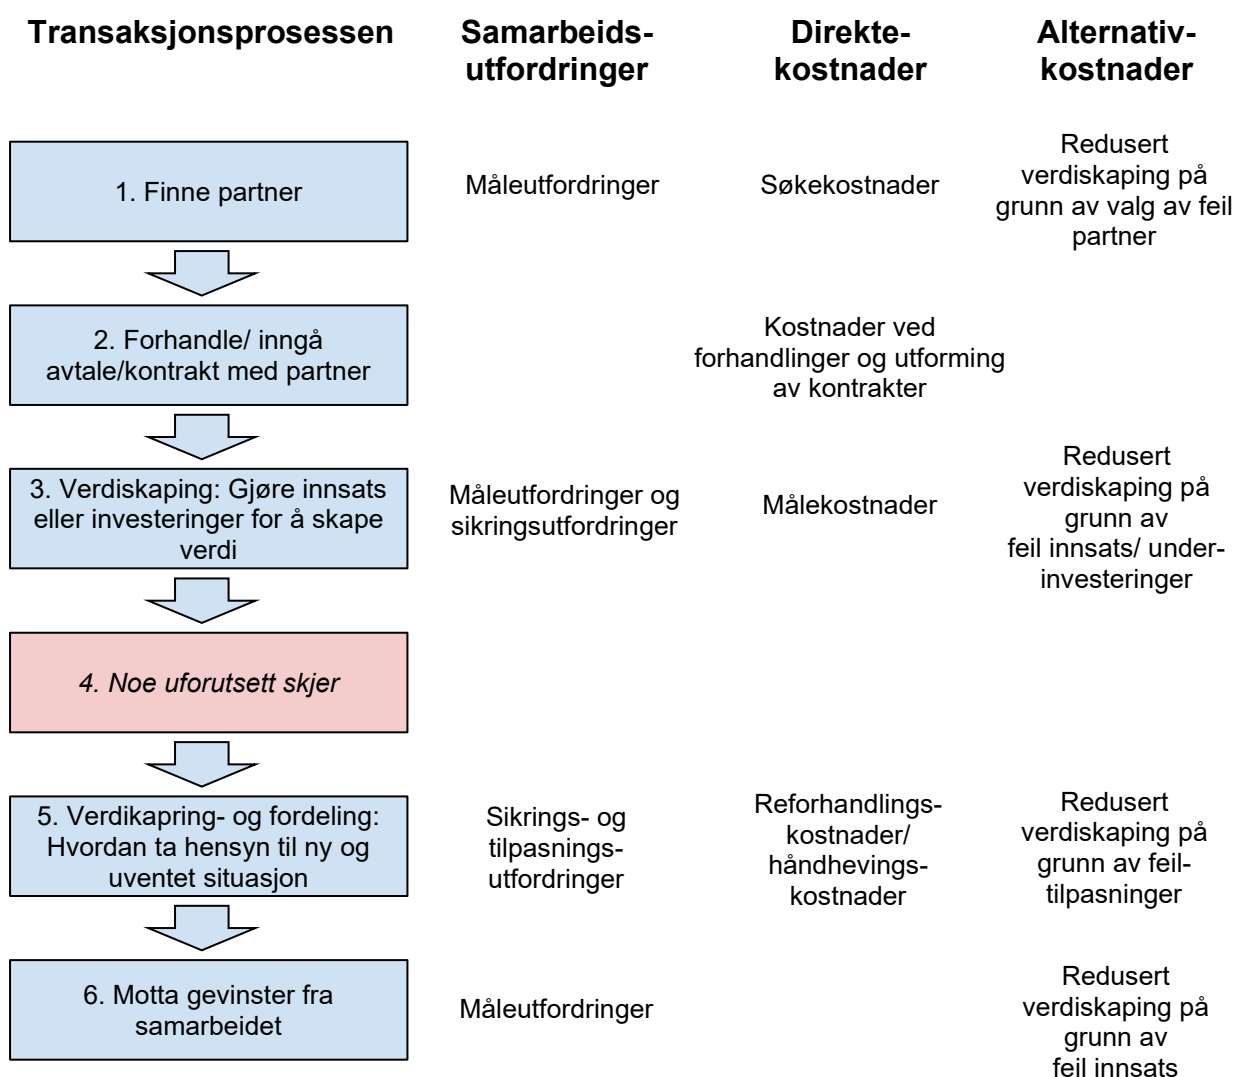 Transaksjonsprosessen
Samarbeids-
utfordringer
Direkte-
kostnader
Alternativ-
kostnader
1. Finne partner
Måleutfordringer
Søkekostnader
Redusert
verdiskaping på
grunn av valg av feil
partner
2. Forhandle/ inngå
avtale/kontrakt med partner
Kostnader ved
forhandlinger og utforming
av kontrakter
3. Verdiskaping: Gjøre innsats
eller investeringer for å skape
verdi
Måleutfordringer og
sikringsutfordringer
Målekostnader
Redusert
verdiskaping på
grunn av
feil innsats/ under-
investeringer
4. Noe uforutsett skjer
5. Verdikapring- og fordeling:
Hvordan ta hensyn til ny og
uventet situasjon
Sikrings- og
tilpasnings-
utfordringer
Reforhandlings-
kostnader/
håndhevings-
kostnader
Redusert
verdiskaping på
grunn av feil-
tilpasninger
6. Motta gevinster fra
samarbeidet
Måleutfordringer
Redusert
verdiskaping på
grunn av
feil innsats